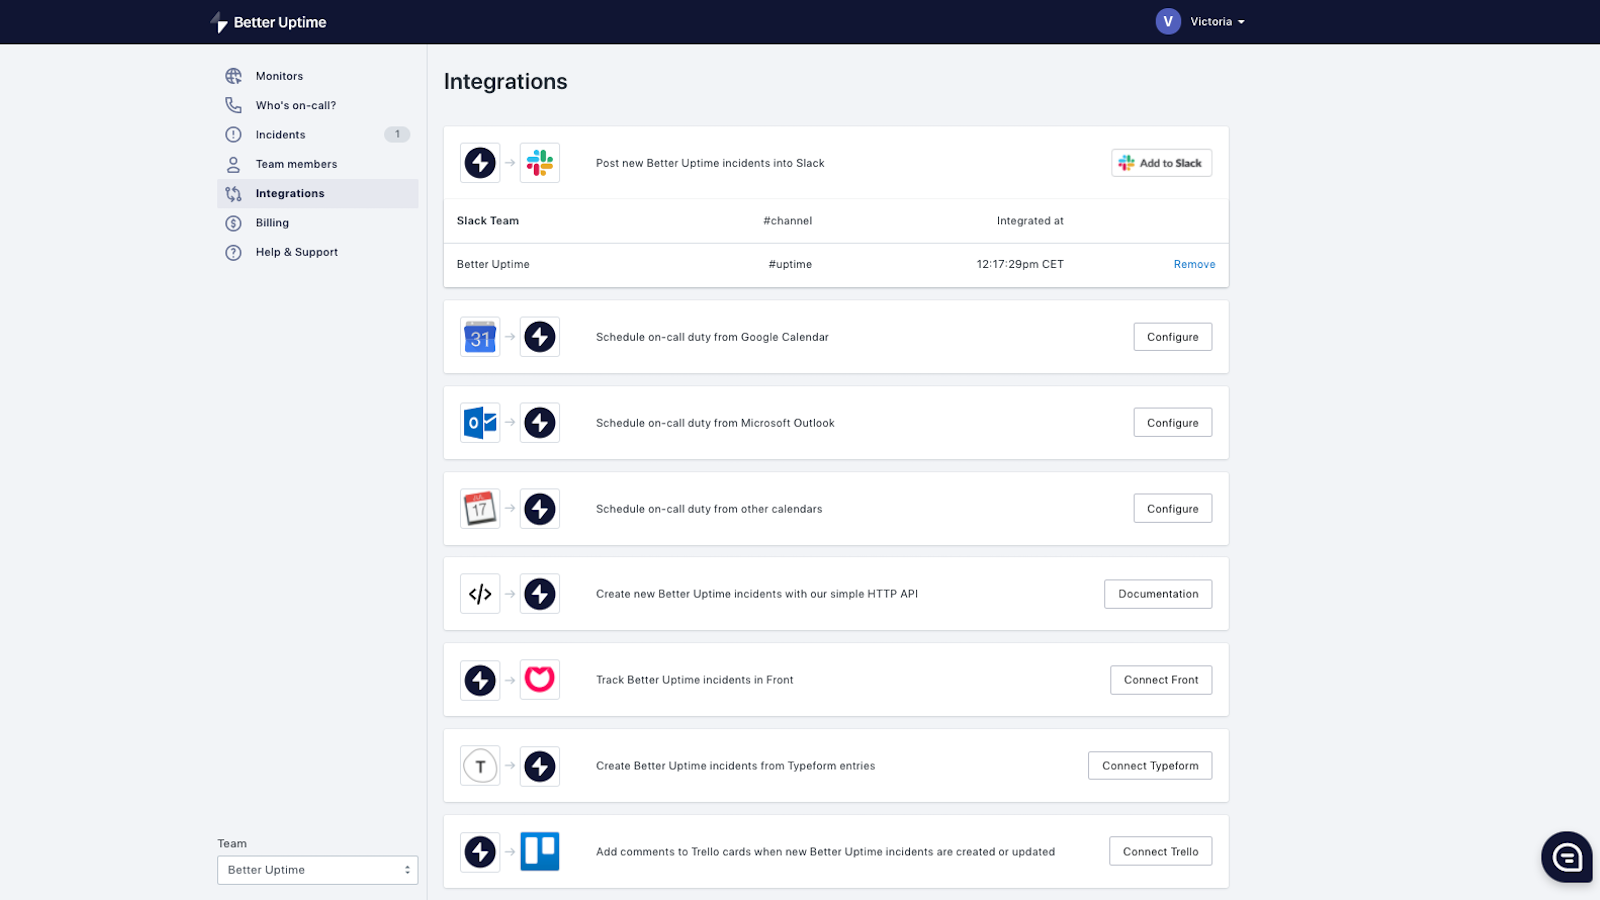 Better Uptime
V Victoria
Monitors
Who's on-call?
Incidents 1
Team members
Integrations
Billing
Help & Support
Team
Better Uptime
Integrations
Post new Better Uptime incidents into Slack Add to Slack
Slack Team #channel Integrated at
Better Uptime #uptime 12:17:29pm CET Remove
31 Schedule on-call duty from Google Calendar Configure
O Schedule on-call duty from Microsoft Outlook Configure
JUL
17 Schedule on-call duty from other calendars Configure
</> Create new Better Uptime incidents with our simple HTTP API Documentation
Track Better Uptime incidents in Front Connect Front
T Create Better Uptime incidents from Typeform entries Connect Typeform
Add comments to Trello cards when new Better Uptime incidents are created or updated Connect Trello